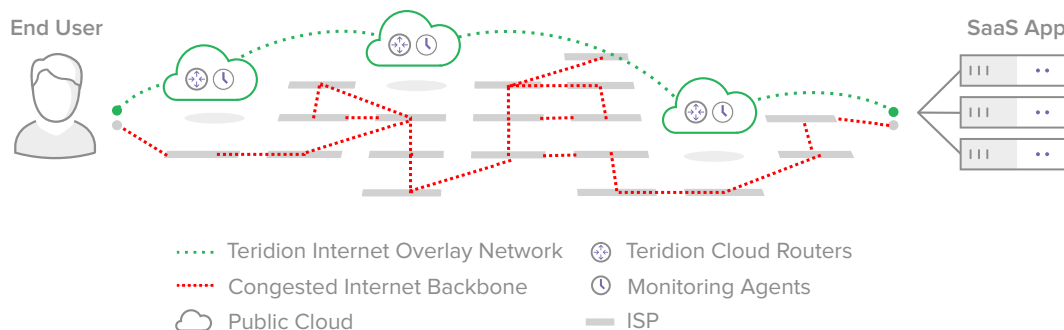 End User
SaaS App
Teridion Internet Overlay Network
Teridion Cloud Routers
Congested Internet Backbone
Monitoring Agents
Public Cloud
ISP